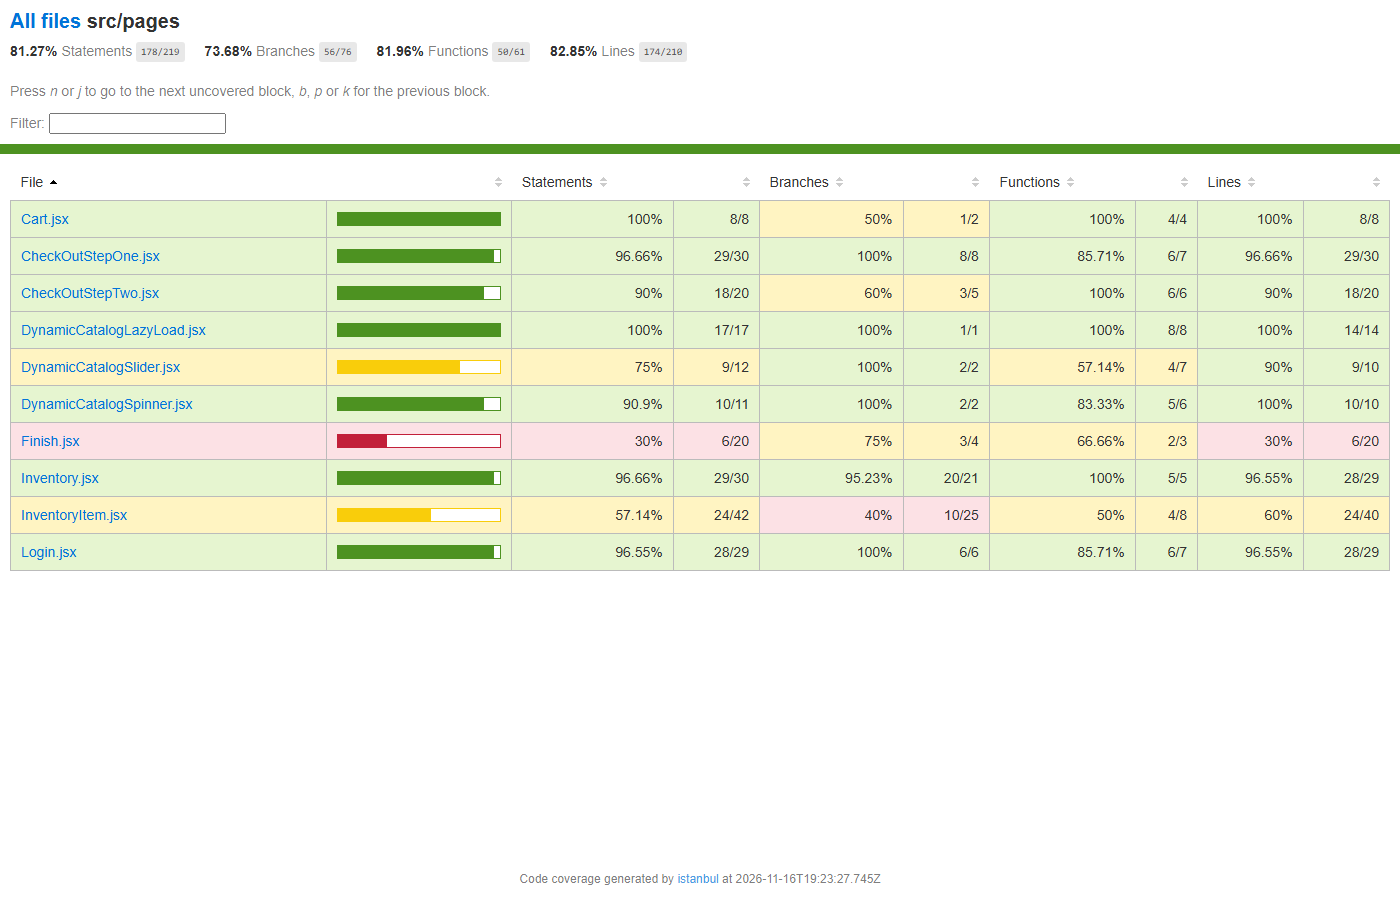 All files src/pages
81.27% Statements 178/219 73.68% Branches 56/76 81.96% Functions 50/61 82.85% Lines 174/210
Press n or j to go to the next uncovered block, b, p or k for the previous block.
Filter:
File Statements Branches Functions Lines
Cart.jsx 100% 8/8 50% 1/2 100% 4/4 100% 8/8
CheckOutStepOne.jsx 96.66% 29/30 100% 8/8 85.71% 6/7 96.66% 29/30
CheckOutStepTwo.jsx 90% 18/20 60% 3/5 100% 6/6 90% 18/20
DynamicCatalogLazyLoad.jsx 100% 17/17 100% 1/1 100% 8/8 100% 14/14
DynamicCatalogSlider.jsx 75% 9/12 100% 2/2 57.14% 4/7 90% 9/10
DynamicCatalogSpinner.jsx 90.9% 10/11 100% 2/2 83.33% 5/6 100% 10/10
Finish.jsx 30% 6/20 75% 3/4 66.66% 2/3 30% 6/20
Inventory.jsx 96.66% 29/30 95.23% 20/21 100% 5/5 96.55% 28/29
InventoryItem.jsx 57.14% 24/42 40% 10/25 50% 4/8 60% 24/40
Login.jsx 96.55% 28/29 100% 6/6 85.71% 6/7 96.55% 28/29
Code coverage generated by istanbul at 2026-11-16T19:23:27.745Z